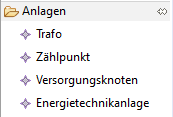 Anlagen
Trafo
Zählpunkt
Versorgungsknoten
Energietechnikanlage